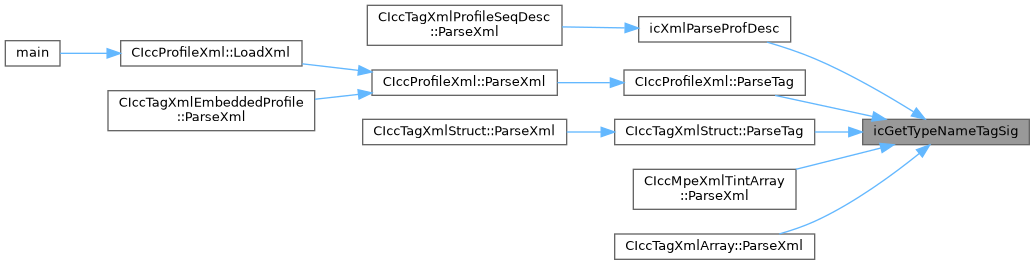 CIccTagXmlProfileSeqDesc
::ParseXml
icXmlParseProfDesc
main
CIccProfileXml::LoadXml
CIccProfileXml::ParseXml
CIccProfileXml::ParseTag
CIccTagXmlEmbeddedProfile
::ParseXml
CIccTagXmlStruct::ParseXml
CIccTagXmlStruct::ParseTag
icGetTypeNameTagSig
CIccMpeXmlTintArray
::ParseXml
CIccTagXmlArray::ParseXml